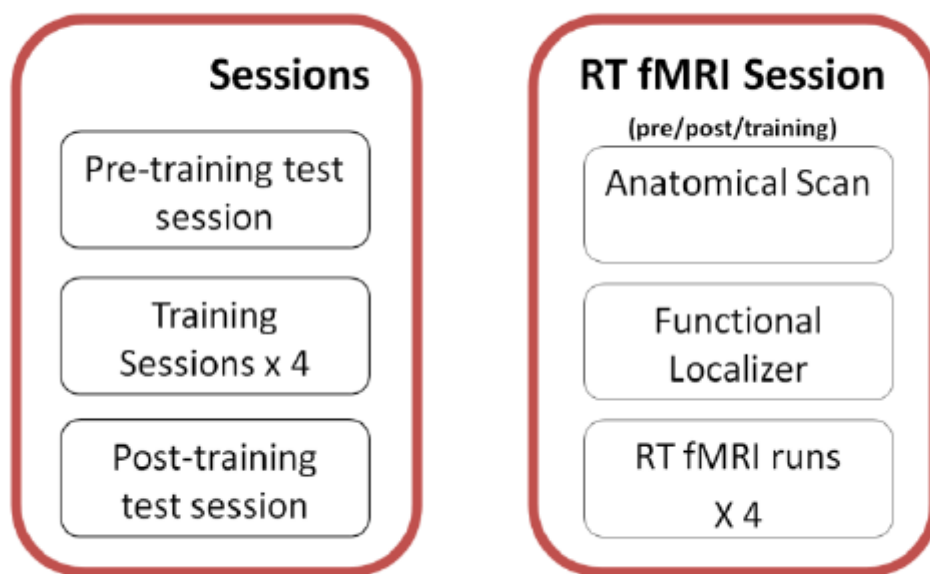 Sessions
Pre-training test
session
Training
Sessions x 4
Post-training
test session
RT fMRI Session
(pre/post/training)
Anatomical Scan
Functional
Localizer
RT fMRI runs
X 4